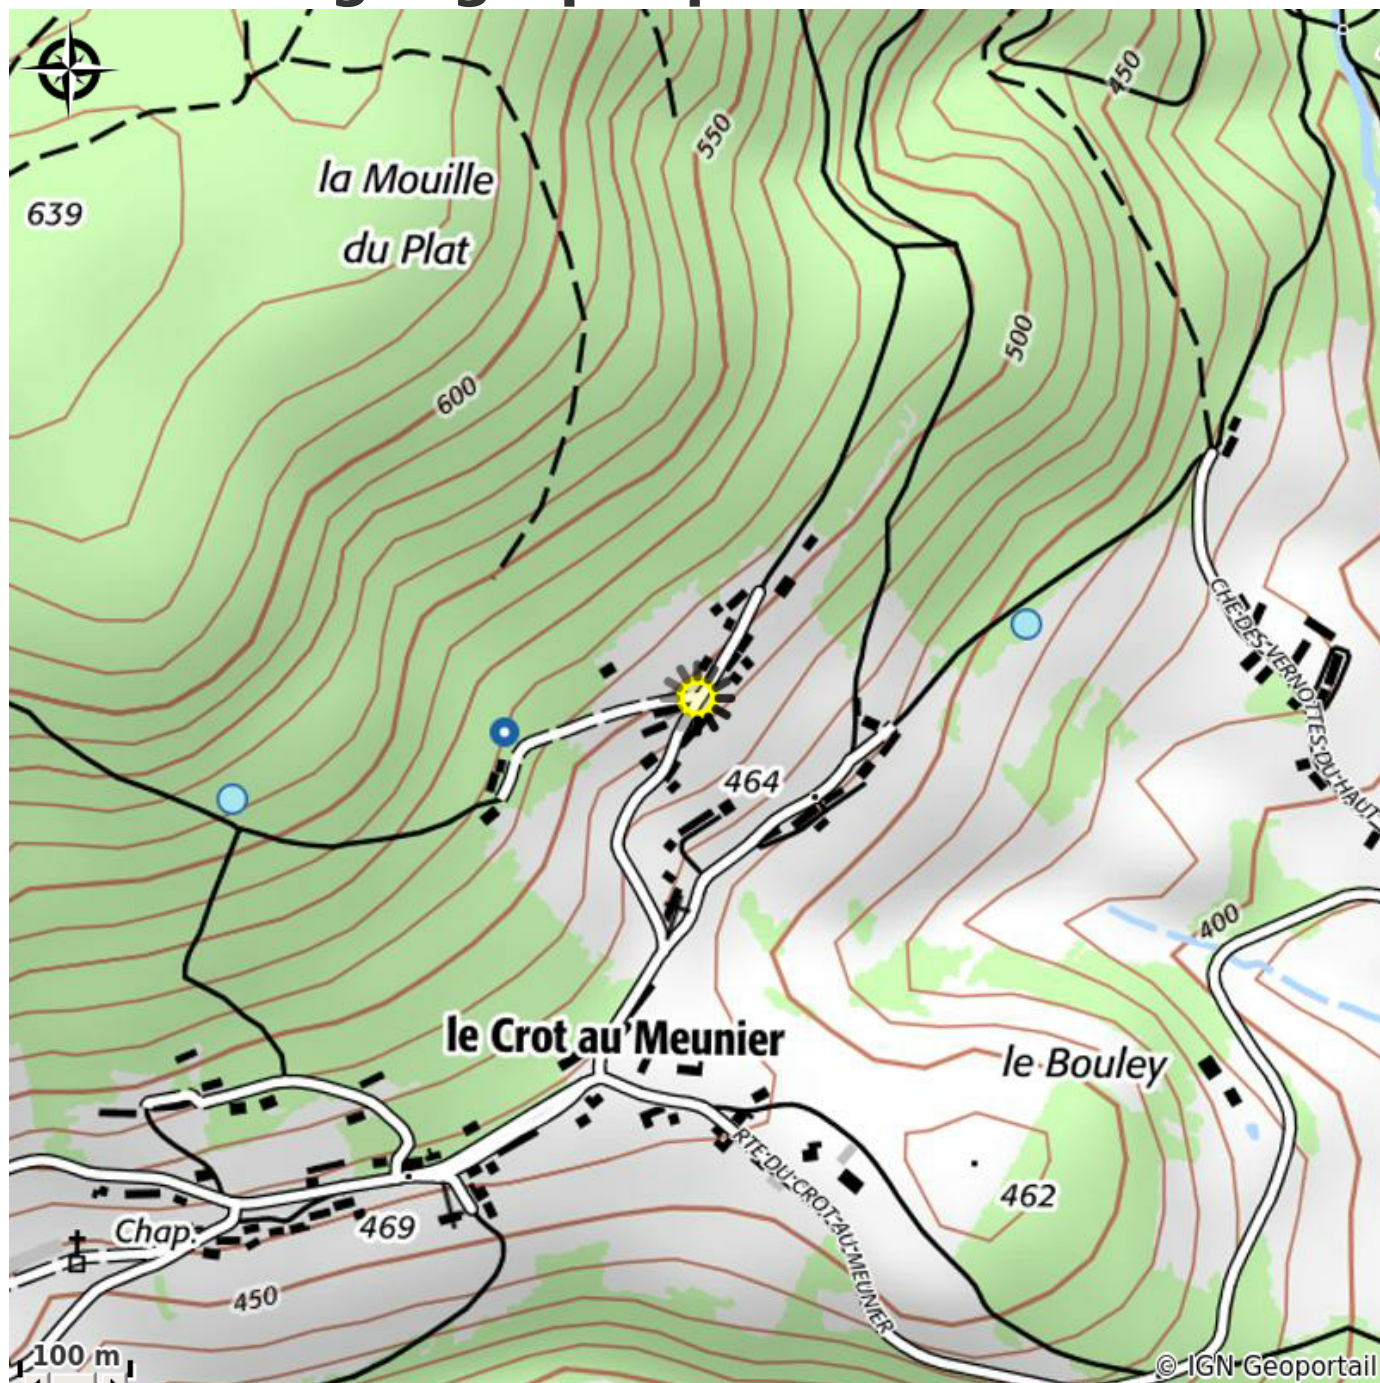 550
450
la Mouille
639
du Plat
500
600
CHE DES VERNOTTES DU HAUT
464
400
le Crot au Meunier
le Bouley
RTE DU CROT AU MEUNIER
462
Chap.
469
450
100 m
© IGN Geoportail